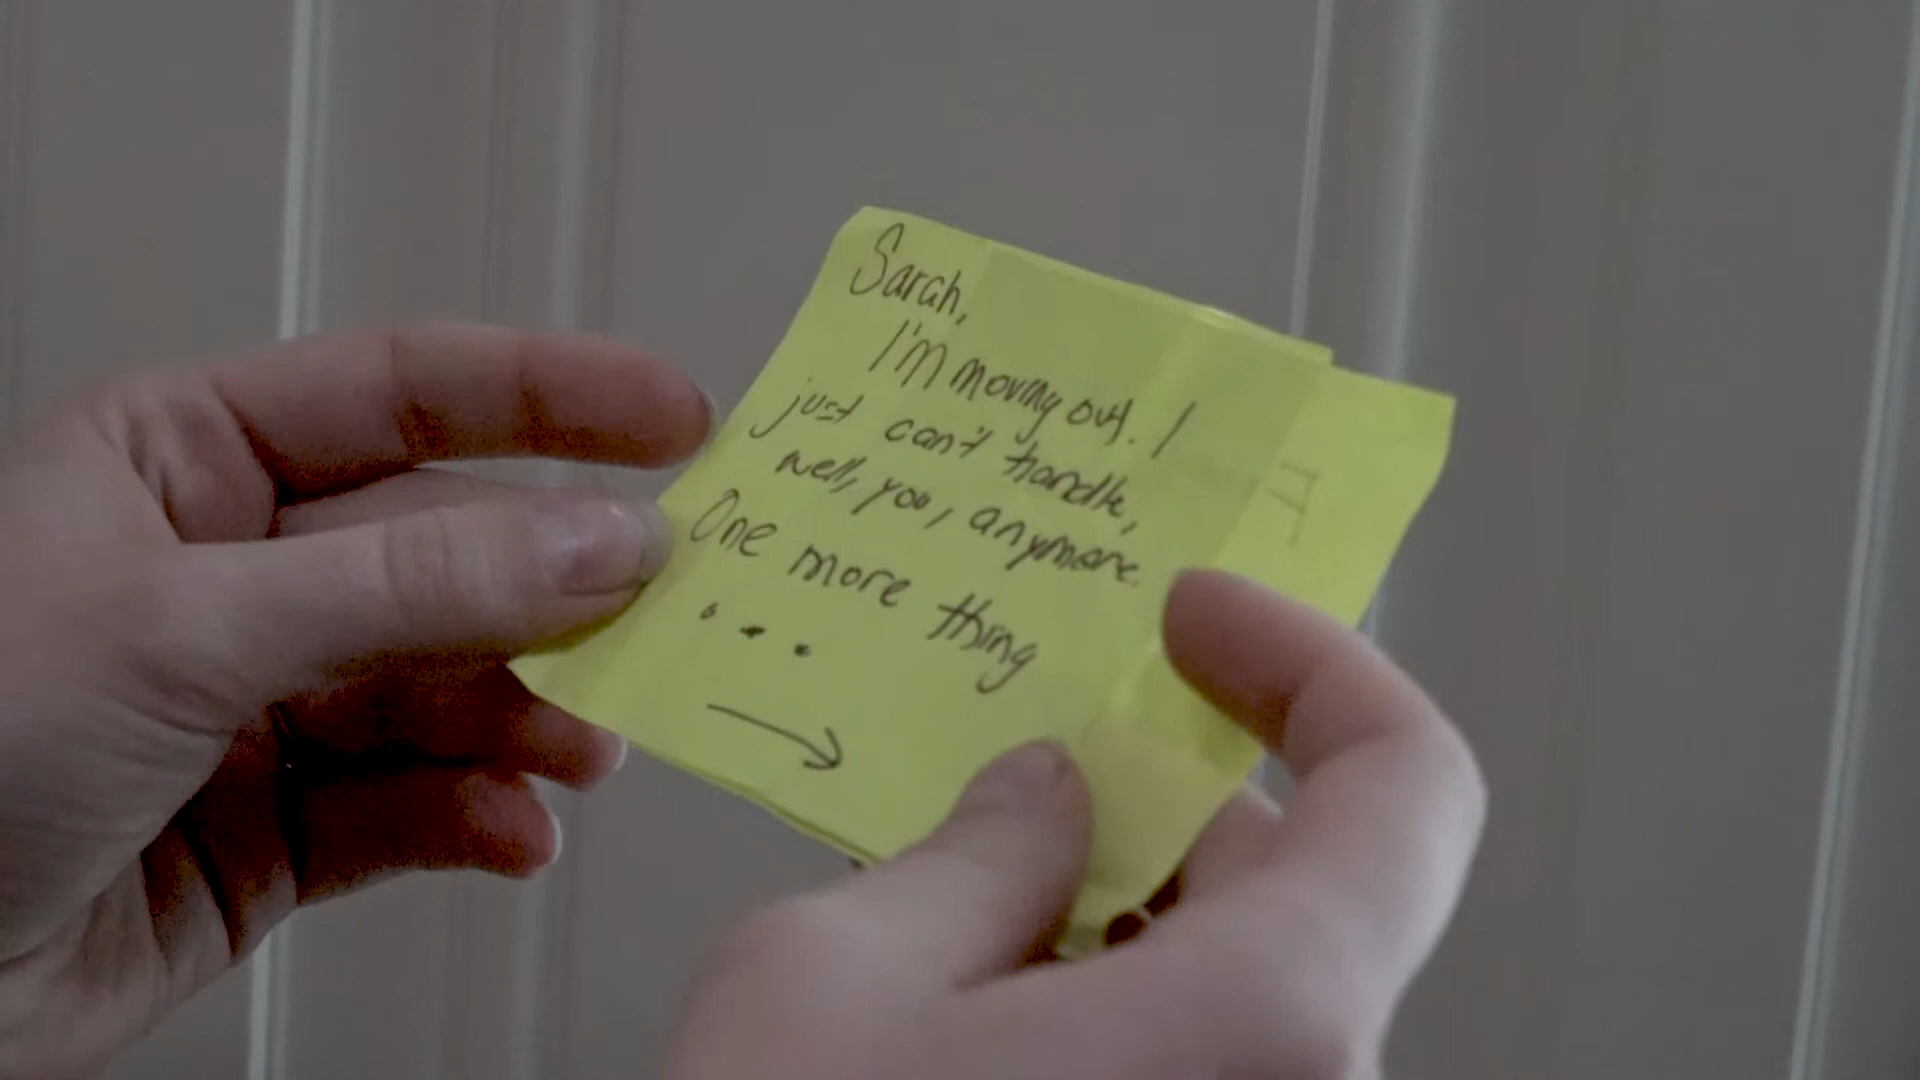 Sarah,
I'm moving out. I
just can't handle,
well, you, anymore.
One more thing
...
→